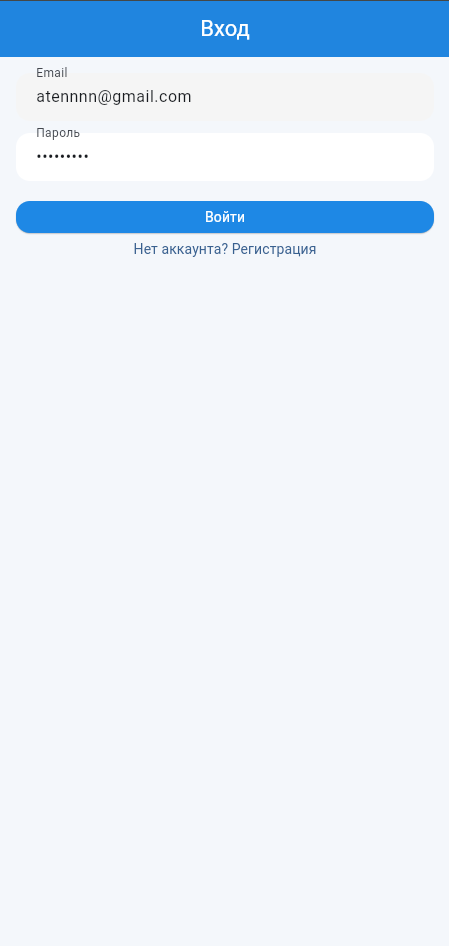 Вход
Email
atennnn@gmail.com
Пароль
•••••••••
Войти
Нет аккаунта? Регистрация